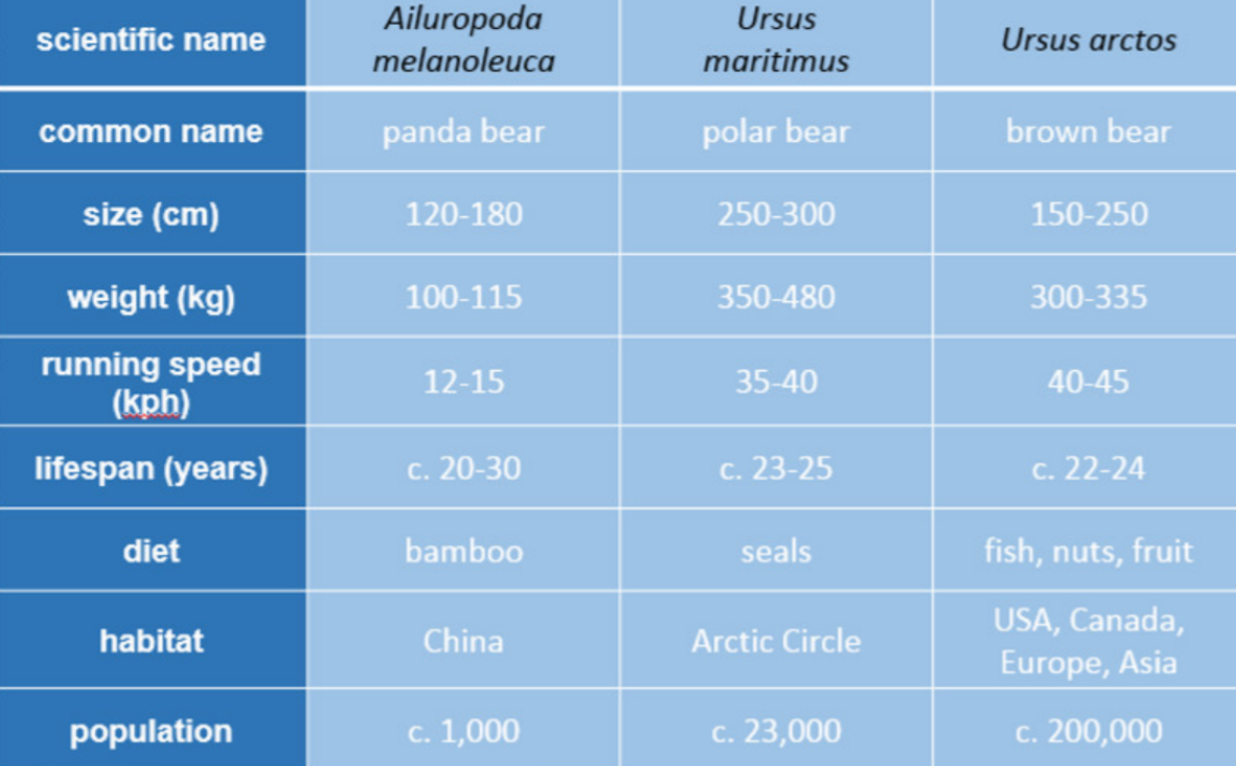 scientific name Ailuropoda melanoleuca Ursus maritimus Ursus arctos
common name panda bear polar bear brown bear
size (cm) 120-180 250-300 150-250
weight (kg) 100-115 350-480 300-335
running speed (kph) 12-15 35-40 40-45
lifespan (years) c. 20-30 c. 23-25 c. 22-24
diet bamboo seals fish, nuts, fruit
habitat China Arctic Circle USA, Canada, Europe, Asia
population c. 1,000 c. 23,000 c. 200,000